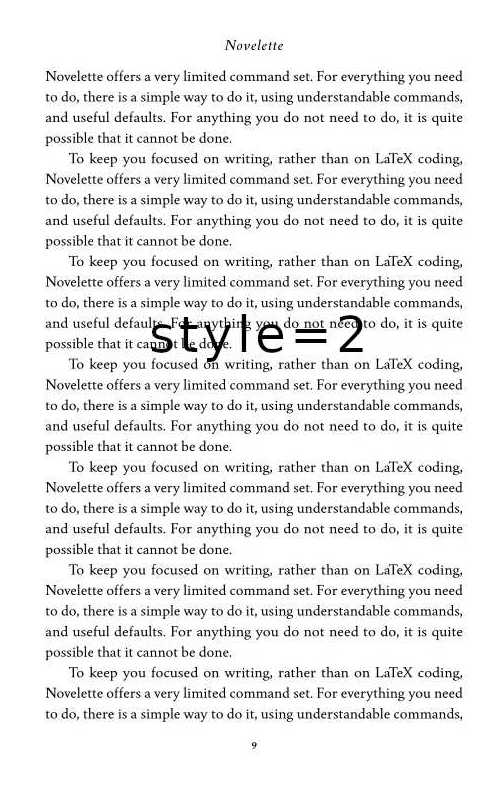 Novelette
Novelette offers a very limited command set. For everything you need
to do, there is a simple way to do it, using understandable commands,
and useful defaults. For anything you do not need to do, it is quite
possible that it cannot be done.
To keep you focused on writing, rather than on LaTeX coding,
Novelette offers a very limited command set. For everything you need
to do, there is a simple way to do it, using understandable commands,
and useful defaults. For anything you do not need to do, it is quite
possible that it cannot be done.
To keep you focused on writing, rather than on LaTeX coding,
Novelette offers a very limited command set. For everything you need
to do, there is a simple way to do it, using understandable commands,
and useful defaults. For anything you do not need to do, it is quite
style=2
possible that it cannot be done.
To keep you focused on writing, rather than on LaTeX coding,
Novelette offers a very limited command set. For everything you need
to do, there is a simple way to do it, using understandable commands,
and useful defaults. For anything you do not need to do, it is quite
possible that it cannot be done.
To keep you focused on writing, rather than on LaTeX coding,
Novelette offers a very limited command set. For everything you need
to do, there is a simple way to do it, using understandable commands,
and useful defaults. For anything you do not need to do, it is quite
possible that it cannot be done.
To keep you focused on writing, rather than on LaTeX coding,
Novelette offers a very limited command set. For everything you need
to do, there is a simple way to do it, using understandable commands,
and useful defaults. For anything you do not need to do, it is quite
possible that it cannot be done.
To keep you focused on writing, rather than on LaTeX coding,
Novelette offers a very limited command set. For everything you need
to do, there is a simple way to do it, using understandable commands,
9